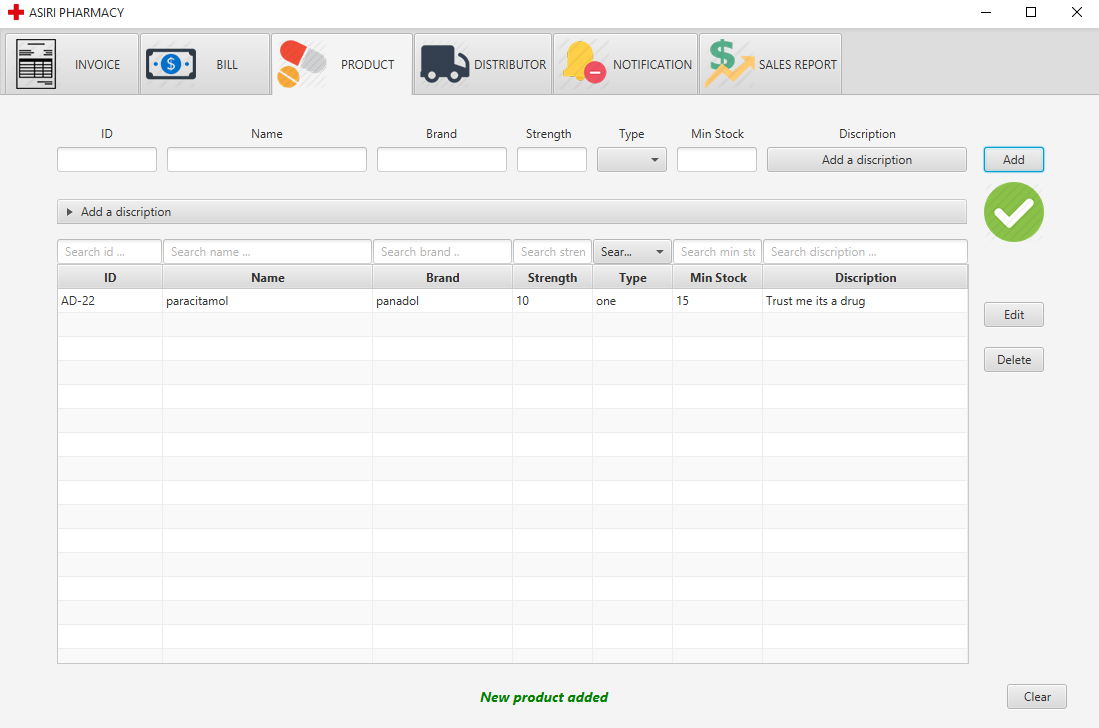 ASIRI PHARMACY
INVOICE BILL PRODUCT DISTRIBUTOR NOTIFICATION SALES REPORT
ID Name Brand Strength Type Min Stock Discription
Add a discription Add
Add a discription
Search id ... Search name ... Search brand .. Search stren Sear... Search min sto Search discription ...
ID Name Brand Strength Type Min Stock Discription
AD-22 paracitamol panadol 10 one 15 Trust me its a drug
Edit
Delete
New product added
Clear